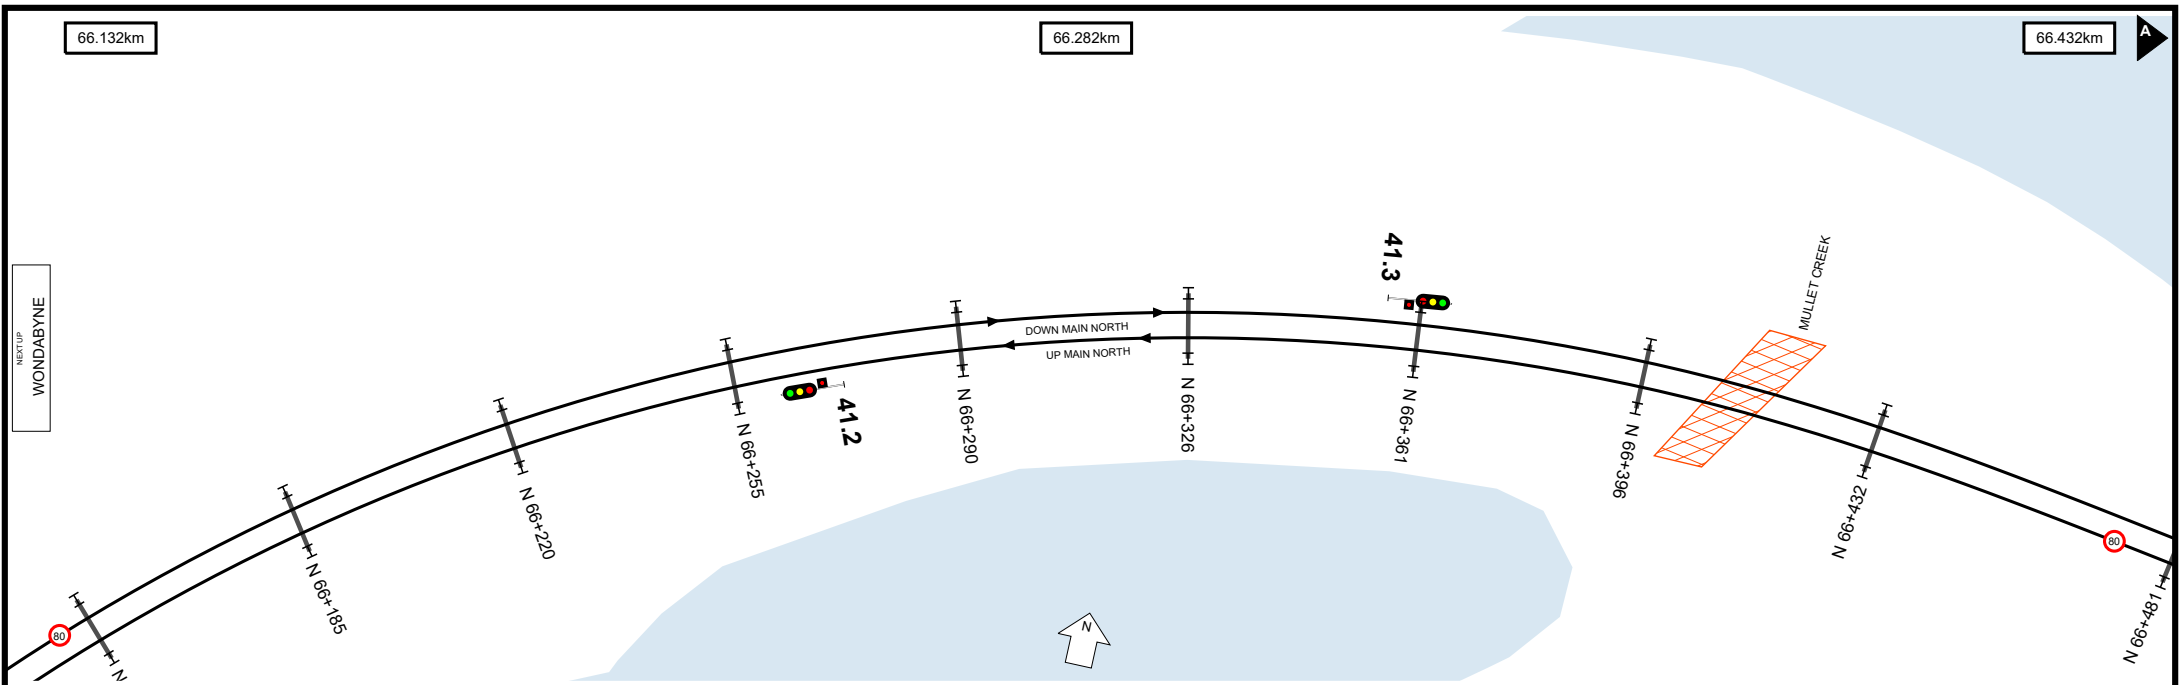 66.132km
66.282km
66.432km
A
NEXT UP
WONDABYNE
41.3
MULLET CREEK
DOWN MAIN NORTH
UP MAIN NORTH
41.2
N 66+185
N 66+220
N 66+255
N 66+290
N 66+326
N 66+361
N 66+396
N 66+432
N 66+481
80
80
N
N